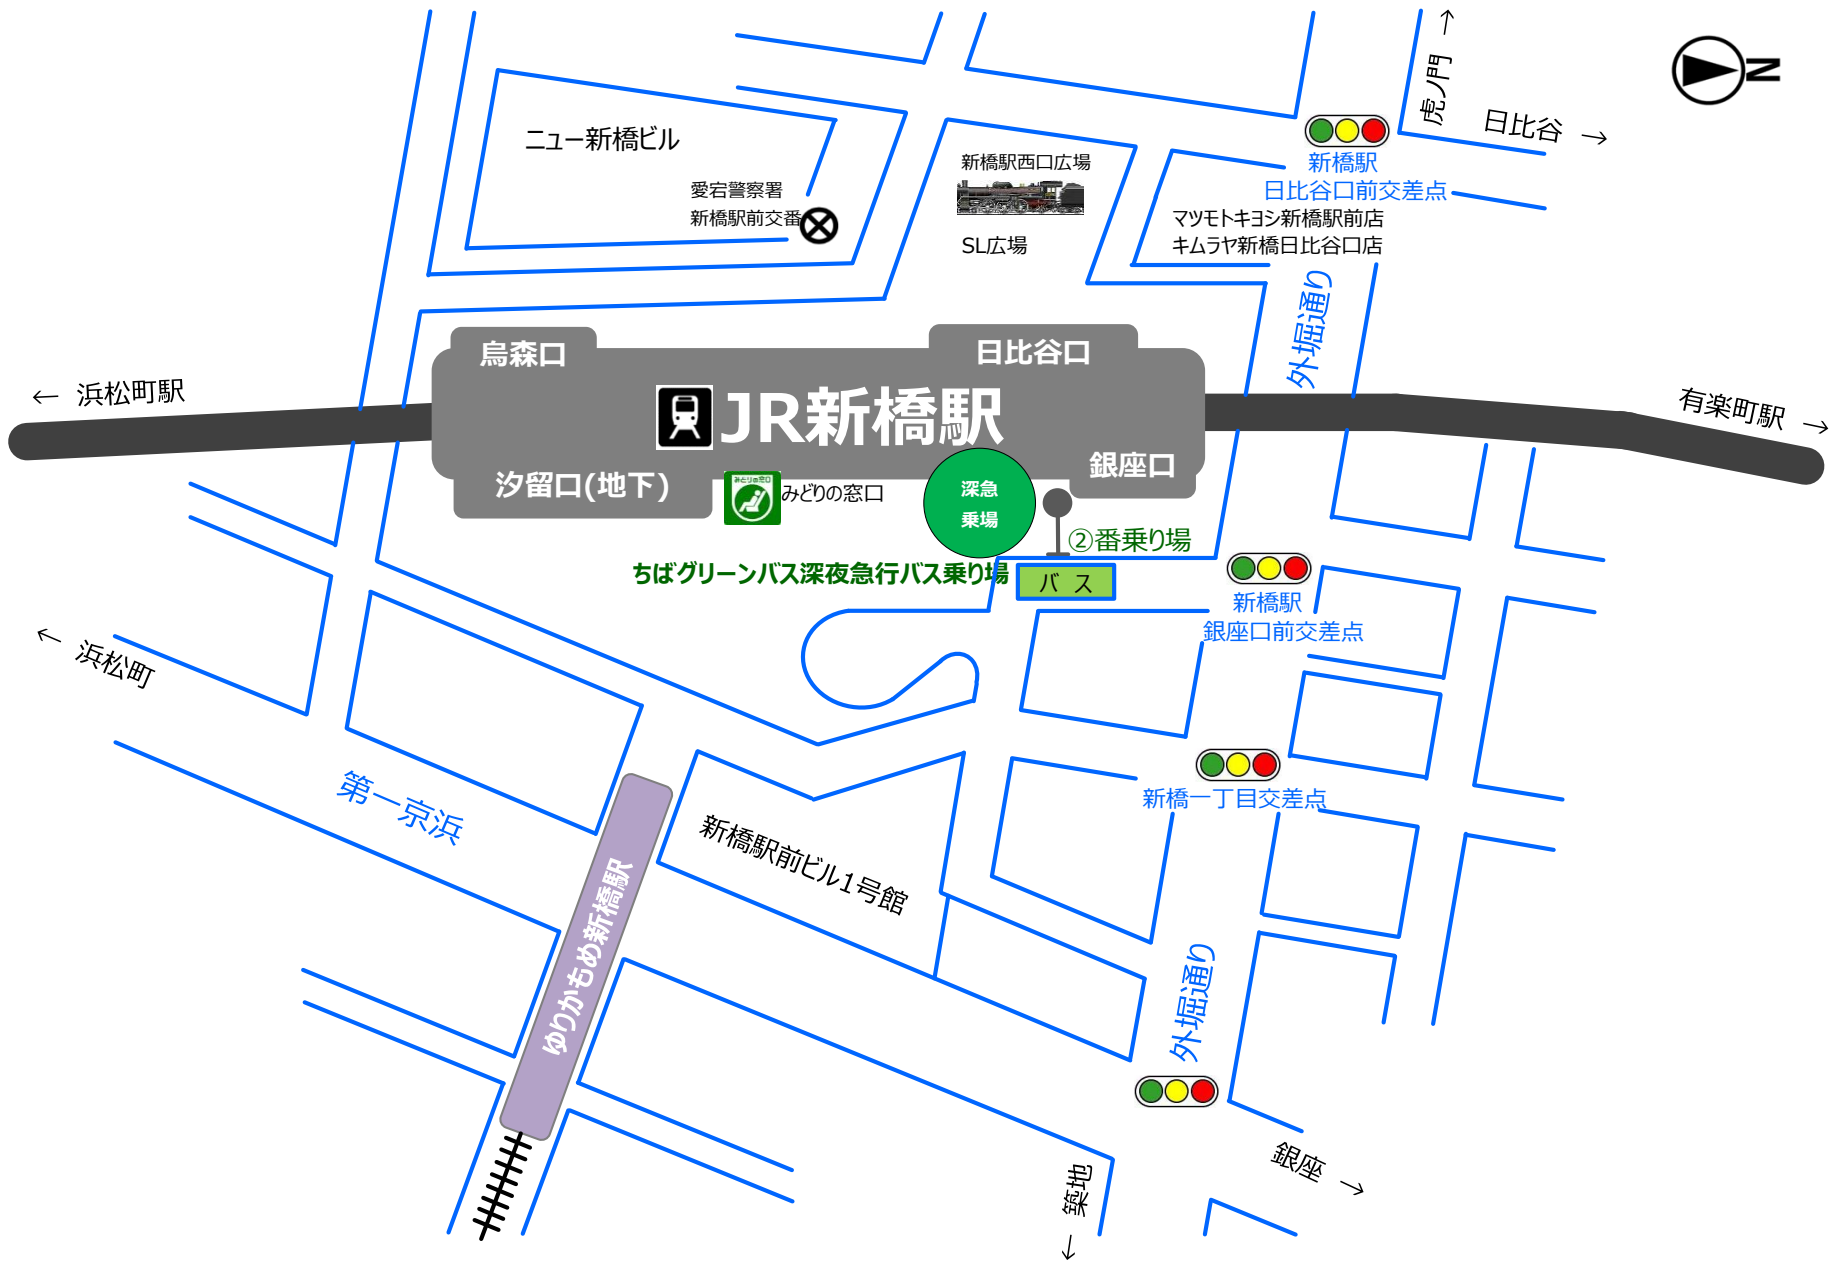 虎ノ門 →
N
日比谷 →
ニュー新橋ビル
新橋駅西口広場
新橋駅
日比谷口前交差点
愛宕警察署
新橋駅前交番
SL広場
マツモトキヨシ新橋駅前店
キムラヤ新橋日比谷口店
外堀通り
烏森口
日比谷口
← 浜松町駅
JR新橋駅
有楽町駅 →
銀座口
汐留口(地下)
みどりの窓口
みどりの窓口
深急
乗場
②番乗り場
ちばグリーンバス深夜急行バス乗り場
バ ス
新橋駅
銀座口前交差点
← 浜松町
第一京浜
新橋一丁目交差点
新橋駅前ビル1号館
ゆりかもめ新橋駅
外堀通り
銀座 →
← 築地